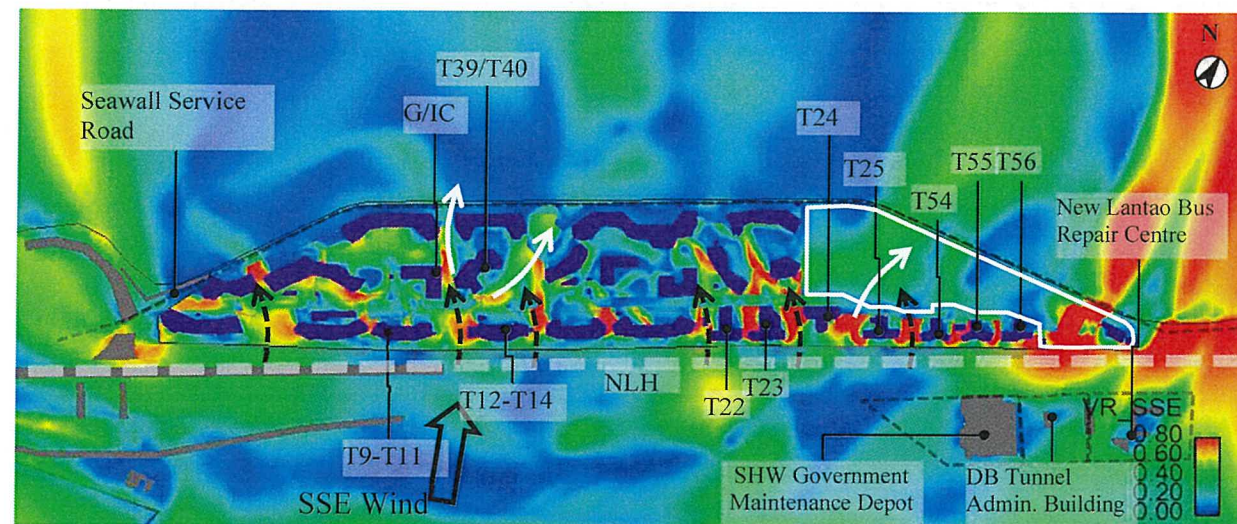 N
T39/T40
Seawall Service
Road
G/IC
T24
T25
T55
T56
T54
New Lantao Bus
Repair Centre
NLH
T12-T14
T22
T23
T9-T11
SSE Wind
SHW Government
Maintenance Depot
DB Tunnel
Admin. Building
VR_SSE
0.80
0.60
0.40
0.20
0.00